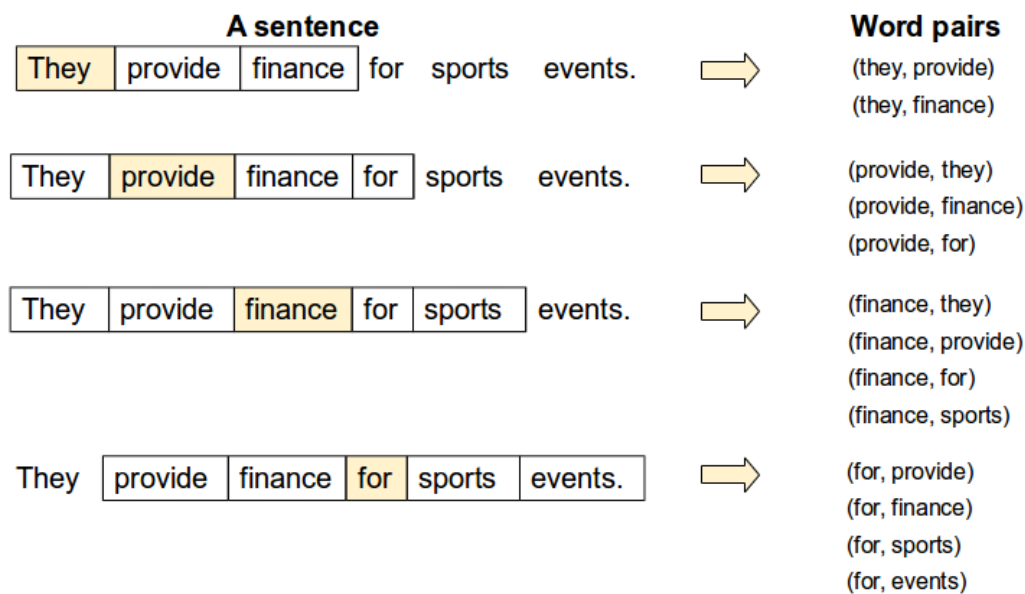 A sentence
Word pairs
They provide finance for sports events.
(they, provide)
(they, finance)
They provide finance for sports events.
(provide, they)
(provide, finance)
(provide, for)
They provide finance for sports events.
(finance, they)
(finance, provide)
(finance, for)
(finance, sports)
They provide finance for sports events.
(for, provide)
(for, finance)
(for, sports)
(for, events)